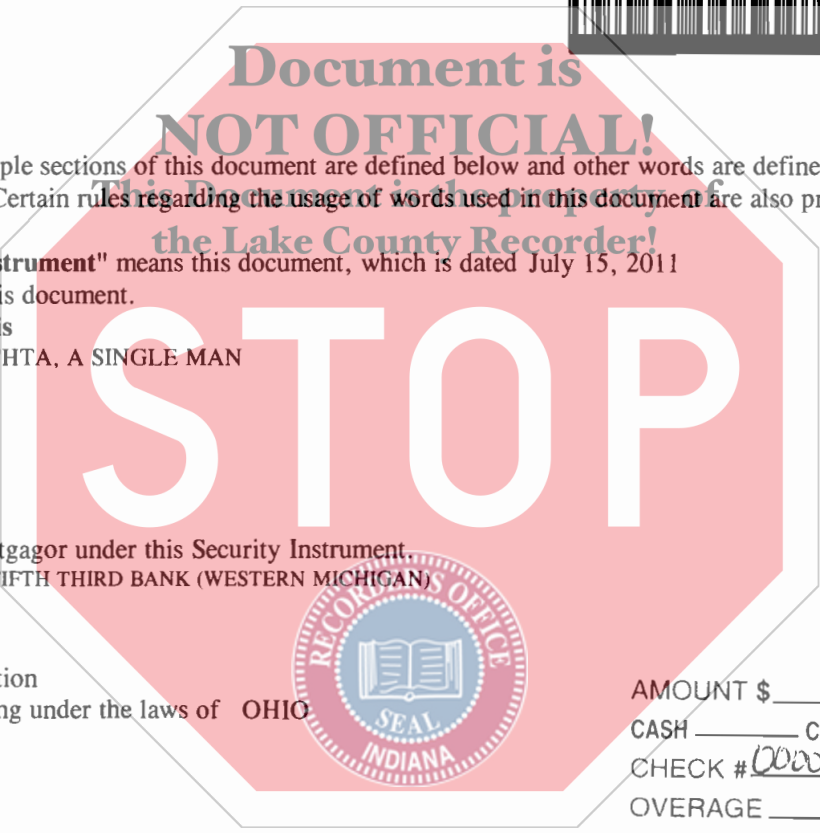 Document is
NOT OFFICIAL!
ple sections of this document are defined below and other words are define
This Document is the property of
Certain rules regarding the usage of words used in this document are also pr
the Lake County Recorder!
strument" means this document, which is dated July 15, 2011
is document.
is
HTA, A SINGLE MAN
STOP
tgagor under this Security Instrument.
IFTH THIRD BANK (WESTERN MICHIGAN)
RECORDER'S OFFICE
tion
ng under the laws of OHIO
SEAL
INDIANA
AMOUNT $
CASH C
CHECK # 0000
OVERAGE